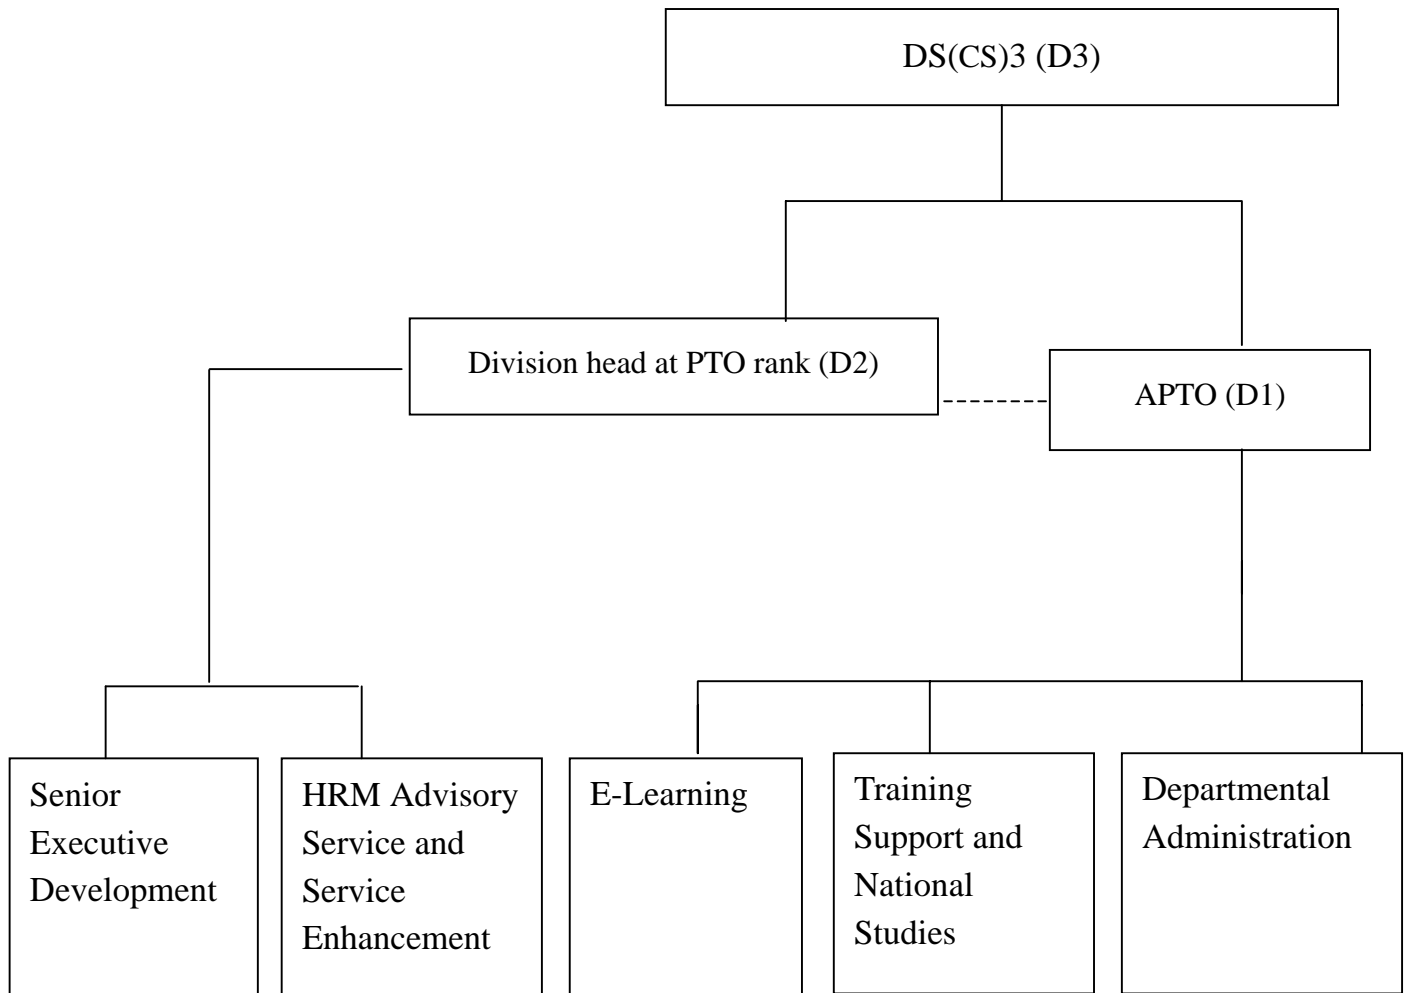 DS(CS)3 (D3)
Division head at PTO rank (D2)
APTO (D1)
Senior
Executive
Development
HRM Advisory
Service and
Service
Enhancement
E-Learning
Training
Support and
National
Studies
Departmental
Administration